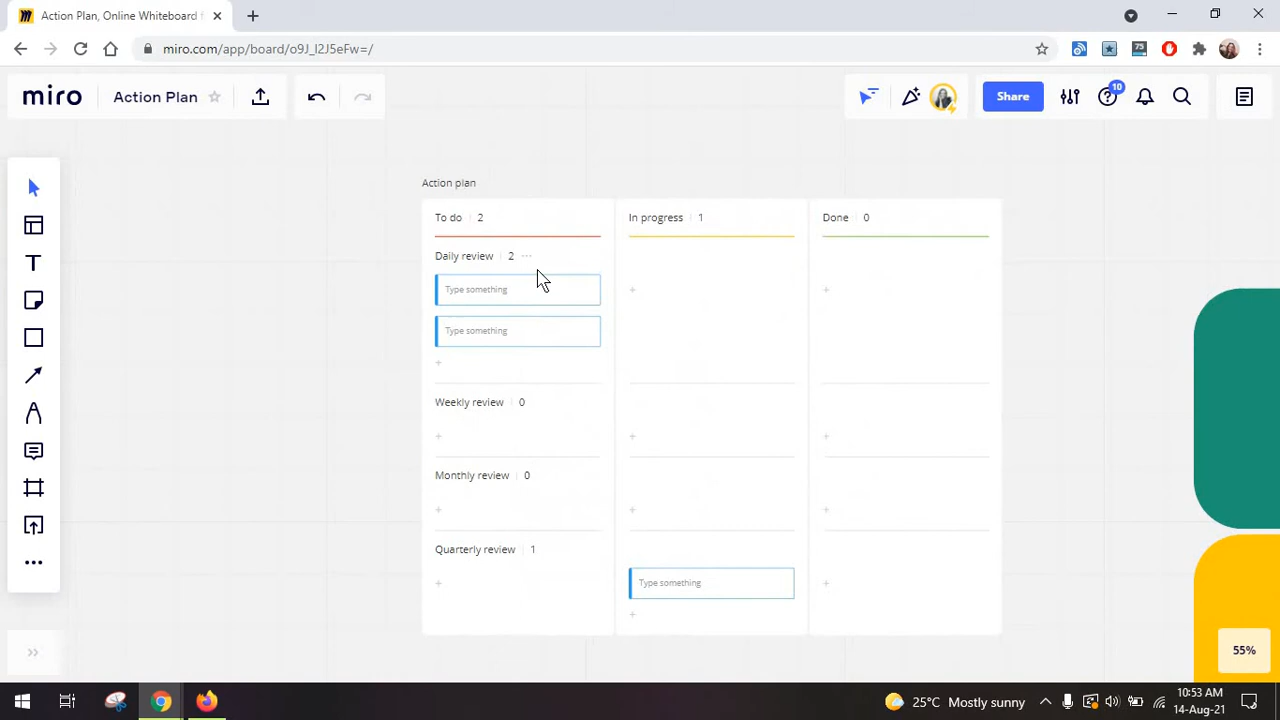 Action Plan, Online Whiteboard f
miro.com/app/board/o9J_l2J5eFw=/
75
miro
Action Plan
Share
10
Action plan
To do 2
In progress 1
Done 0
Daily review 2 ...
Type something
Type something
Weekly review 0
Monthly review 0
Quarterly review 1
Type something
55%
25°C Mostly sunny
10:53 AM
14-Aug-21